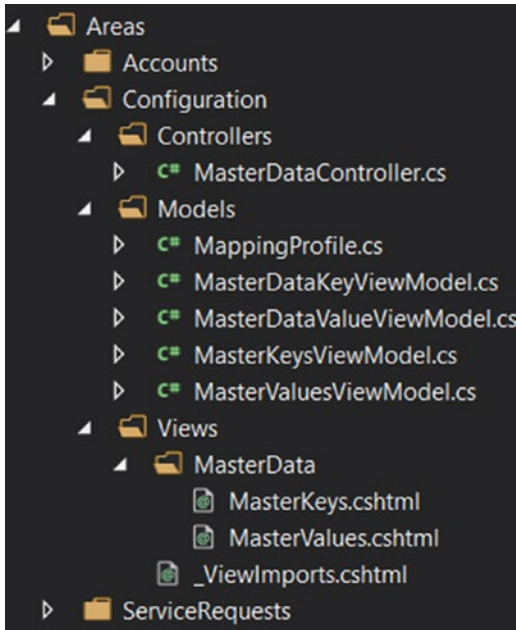 Areas
Accounts
Configuration
Controllers
C# MasterDataController.cs
Models
C# MappingProfile.cs
C# MasterDataKeyViewModel.cs
C# MasterDataValueViewModel.cs
C# MasterKeysViewModel.cs
C# MasterValuesViewModel.cs
Views
MasterData
MasterKeys.cshtml
MasterValues.cshtml
_ViewImports.cshtml
ServiceRequests